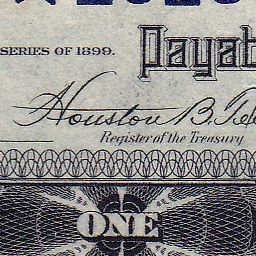 SERIES OF 1899.
Payab
Houston B. Te
Register of the Treasury
ONE